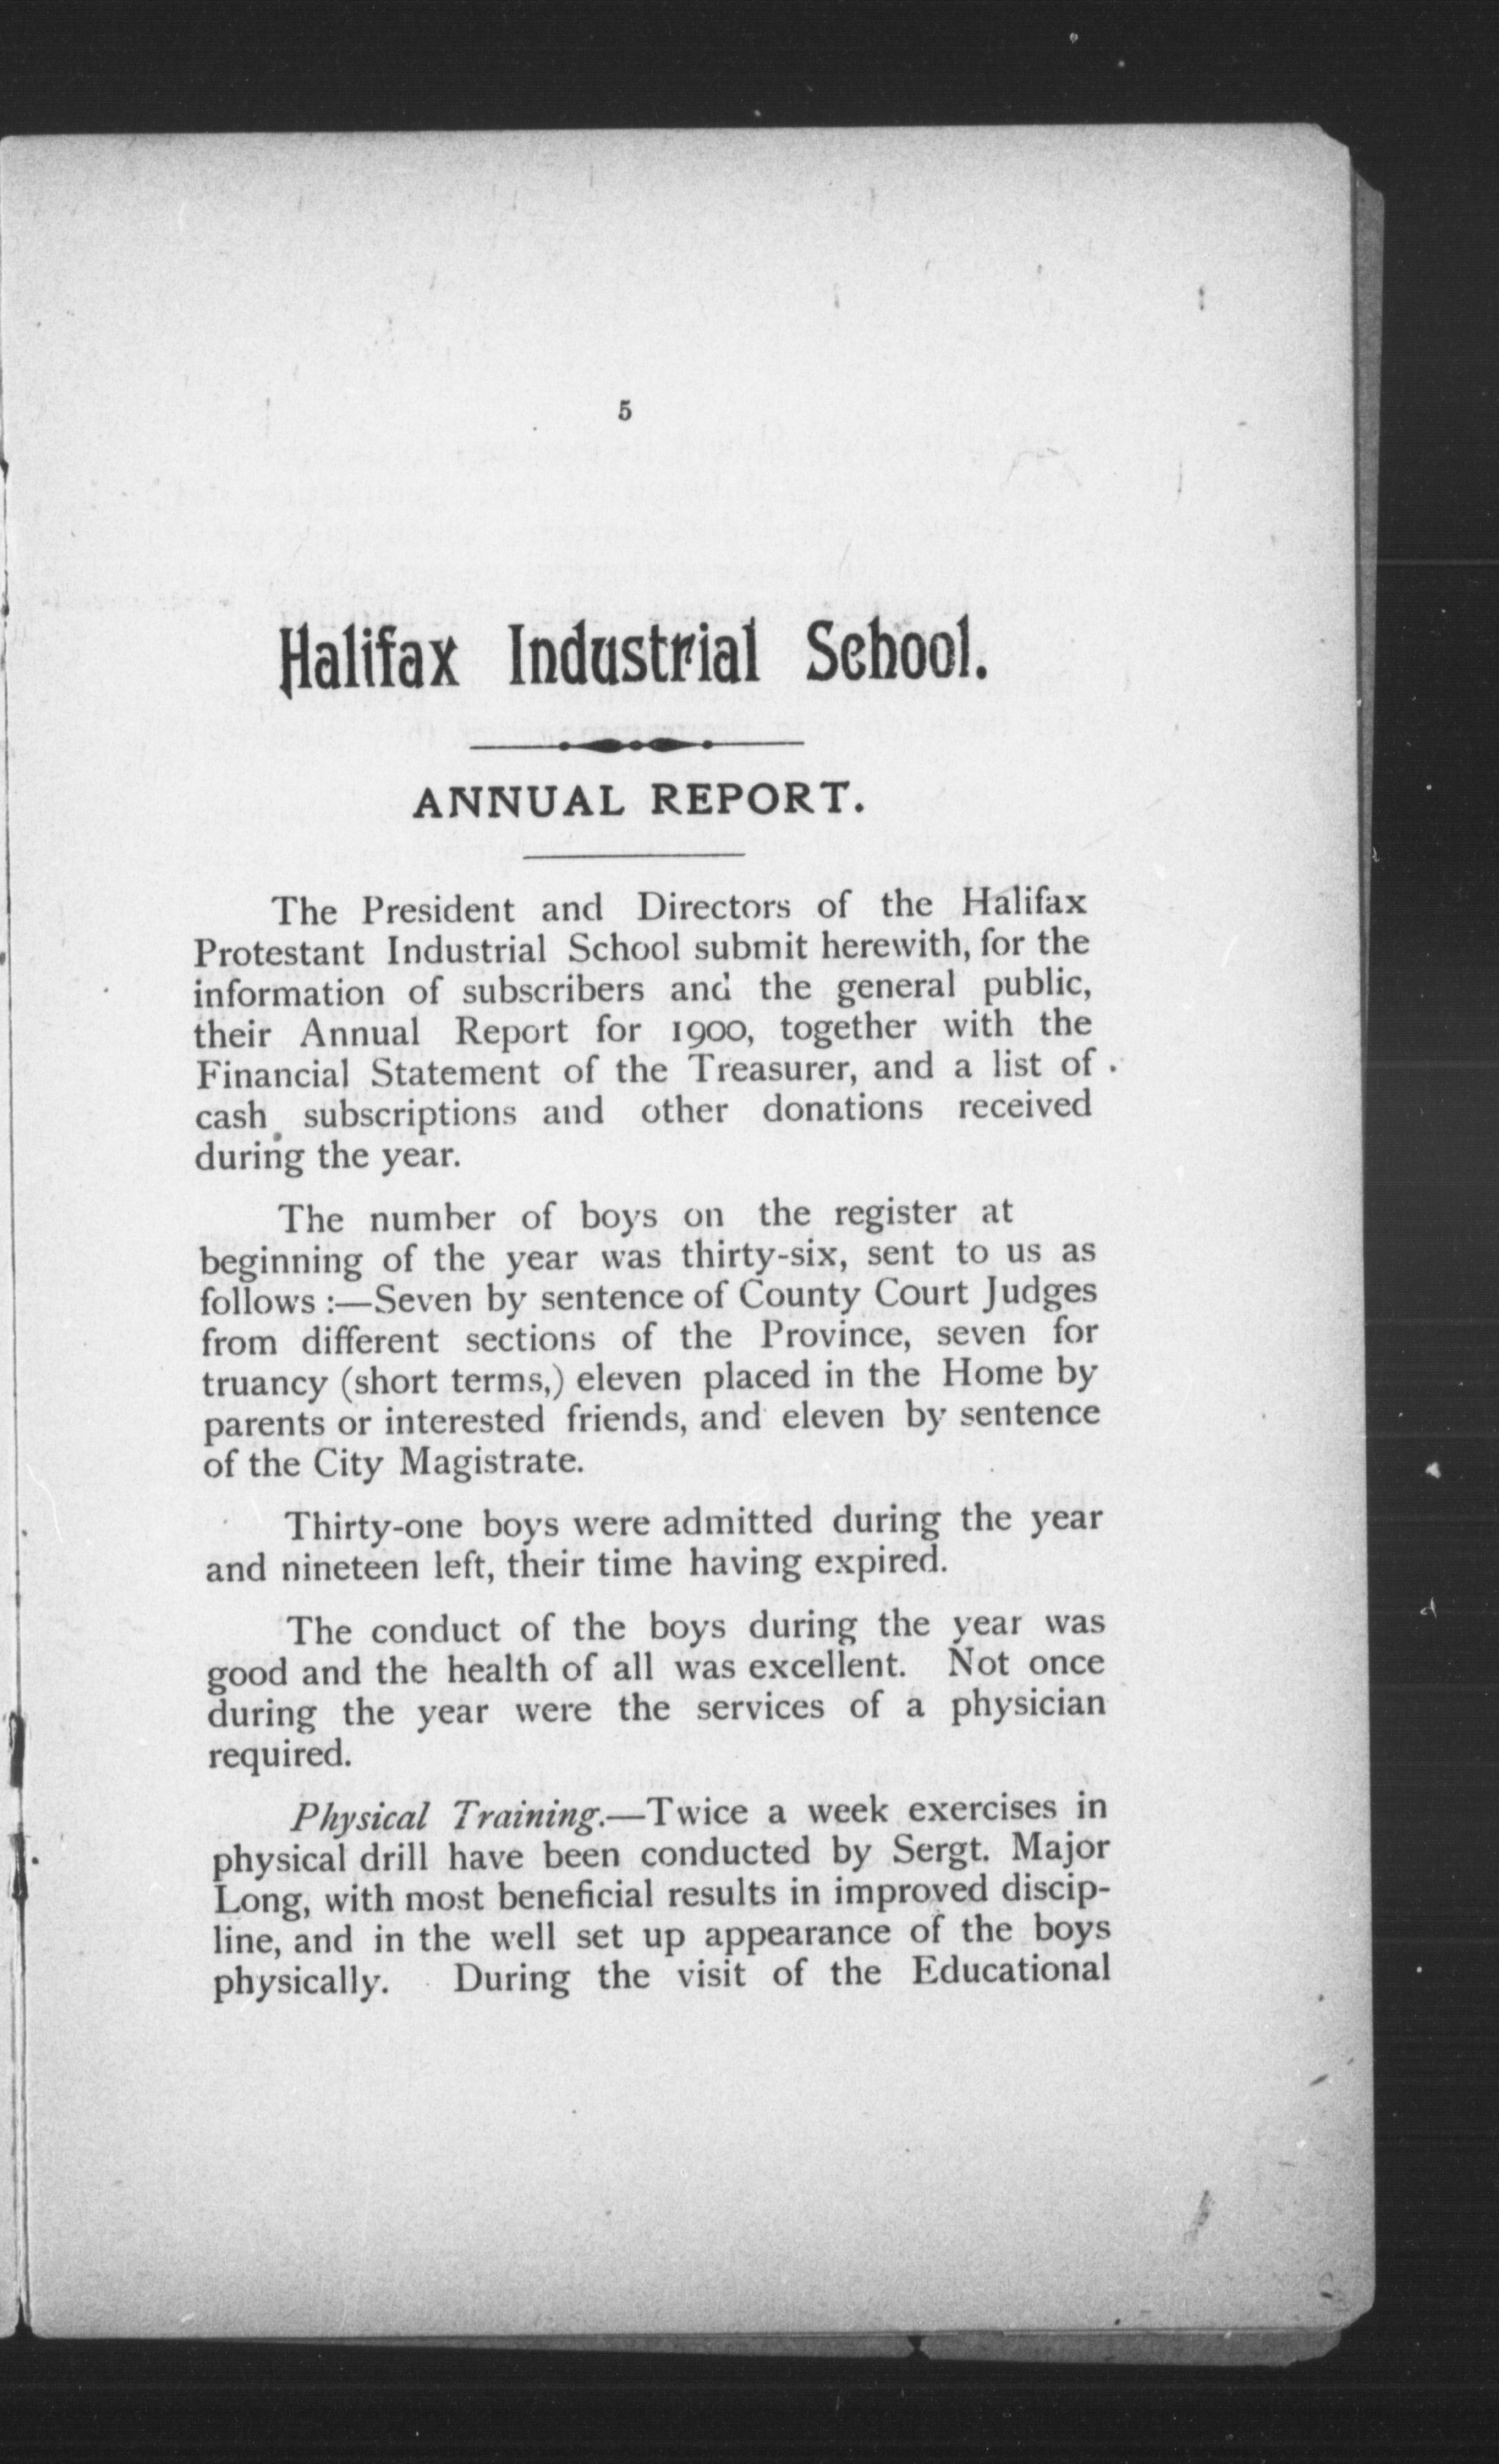 5
Halifax Industrial School.
ANNUAL REPORT.
The President and Directors of the Halifax
Protestant Industrial School submit herewith, for the
information of subscribers and the general public,
their Annual Report for 1900, together with the
Financial Statement of the Treasurer, and a list of
cash subscriptions and other donations received
during the year.
The number of boys on the register at
beginning of the year was thirty-six, sent to us as
follows :—Seven by sentence of County Court Judges
from different sections of the Province, seven for
truancy (short terms,) eleven placed in the Home by
parents or interested friends, and eleven by sentence
of the City Magistrate.
Thirty-one boys were admitted during the year
and nineteen left, their time having expired.
The conduct of the boys during the year was
good and the health of all was excellent. Not once
during the year were the services of a physician
required.
Physical Training.—Twice a week exercises in
physical drill have been conducted by Sergt. Major
Long, with most beneficial results in improved discip-
line, and in the well set up appearance of the boys
physically. During the visit of the Educational